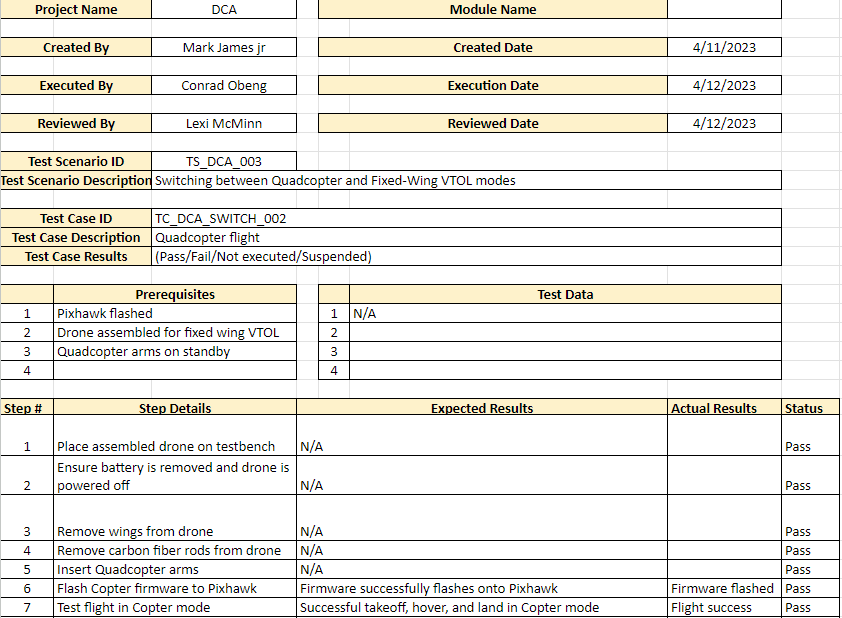 Project Name DCA Module Name
Created By Mark James jr Created Date 4/11/2023
Executed By Conrad Obeng Execution Date 4/12/2023
Reviewed By Lexi McMinn Reviewed Date 4/12/2023
Test Scenario ID TS_DCA_003
Test Scenario Description Switching between Quadcopter and Fixed-Wing VTOL modes
Test Case ID TC_DCA_SWITCH_002
Test Case Description Quadcopter flight
Test Case Results (Pass/Fail/Not executed/Suspended)
Prerequisites Test Data
1 Pixhawk flashed 1 N/A
2 Drone assembled for fixed wing VTOL 2
3 Quadcopter arms on standby 3
4 4
Step # Step Details Expected Results Actual Results Status
1 Place assembled drone on testbench N/A Pass
Ensure battery is removed and drone is
2 powered off N/A Pass
3 Remove wings from drone N/A Pass
4 Remove carbon fiber rods from drone N/A Pass
5 Insert Quadcopter arms N/A Pass
6 Flash Copter firmware to Pixhawk Firmware successfully flashes onto Pixhawk Firmware flashed Pass
7 Test flight in Copter mode Successful takeoff, hover, and land in Copter mode Flight success Pass